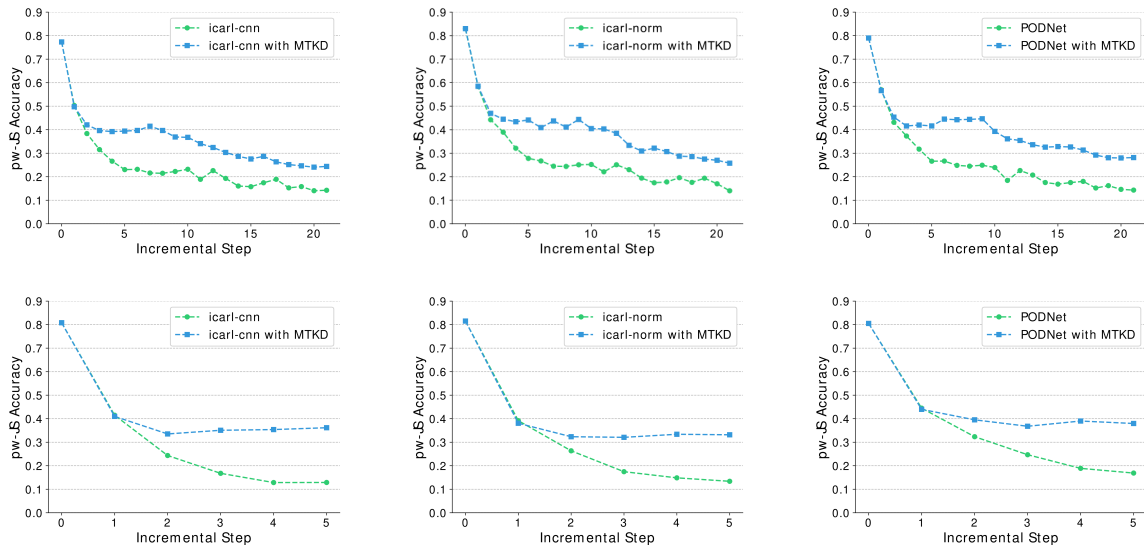 0.9
0.8
0.7
0.6
0.5
0.4
0.3
0.2
0.1
0.0
pw-JS Accuracy
icarl-cnn
icarl-cnn with MTKD
0 5 10 15 20
Incremental Step
0.9
0.8
0.7
0.6
0.5
0.4
0.3
0.2
0.1
0.0
pw-JS Accuracy
icarl-norm
icarl-norm with MTKD
0 5 10 15 20
Incremental Step
0.9
0.8
0.7
0.6
0.5
0.4
0.3
0.2
0.1
0.0
pw-JS Accuracy
PODNet
PODNet with MTKD
0 5 10 15 20
Incremental Step
0.9
0.8
0.7
0.6
0.5
0.4
0.3
0.2
0.1
0.0
pw-JS Accuracy
icarl-cnn
icarl-cnn with MTKD
0 1 2 3 4 5
Incremental Step
0.9
0.8
0.7
0.6
0.5
0.4
0.3
0.2
0.1
0.0
pw-JS Accuracy
icarl-norm
icarl-norm with MTKD
0 1 2 3 4 5
Incremental Step
0.9
0.8
0.7
0.6
0.5
0.4
0.3
0.2
0.1
0.0
pw-JS Accuracy
PODNet
PODNet with MTKD
0 1 2 3 4 5
Incremental Step